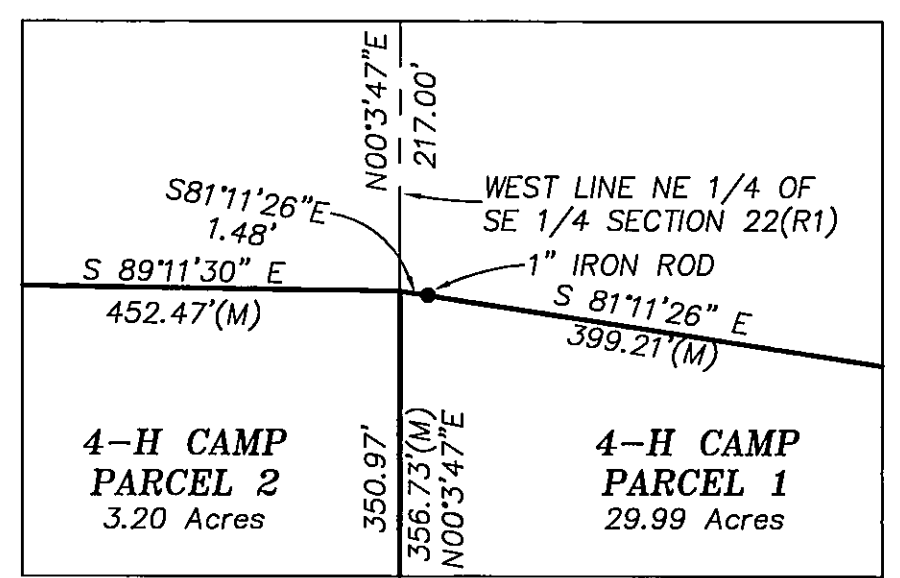 N00°3'47"E
217.00'
S81°11'26"E
1.48'
WEST LINE NE 1/4 OF
SE 1/4 SECTION 22(R1)
1" IRON ROD
S 89°11'30" E
452.47'(M)
S 81°11'26" E
399.21'(M)
4-H CAMP
PARCEL 2
3.20 Acres
350.97'
356.73'(M)
N00°3'47"E
4-H CAMP
PARCEL 1
29.99 Acres